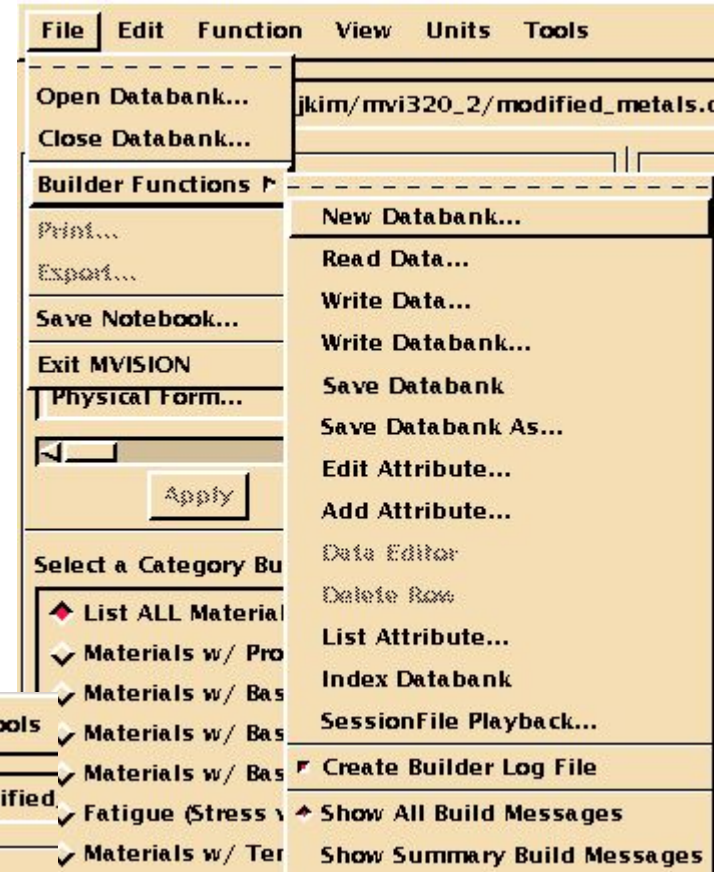 File Edit Function View Units Tools
Open Databank...
jkim/mvi320_2/modified_metals.
Close Databank...
Builder Functions
Print...
Export...
Save Notebook...
Exit MVISION
New Databank...
Read Data...
Write Data...
Write Databank...
Save Databank
Save Databank As...
Edit Attribute...
Add Attribute...
Data Editor
Delete Row
List Attribute...
Index Databank
SessionFile Playback...
Create Builder Log File
Show All Build Messages
Show Summary Build Messages
Physical Form...
Apply
Select a Category Bu
List ALL Material
Materials w/ Pro
Materials w/ Bas
Materials w/ Bas
Materials w/ Bas
Fatigue (Stress v
Materials w/ Ter
ools
ified